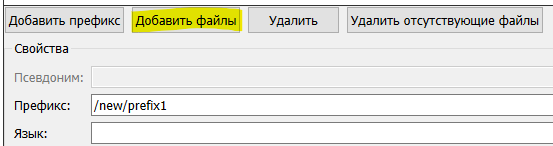 Добавить префикс Добавить файлы Удалить Удалить отсутствующие файлы
Свойства
Псевдоним:
Префикс: /new/prefix1
Язык: